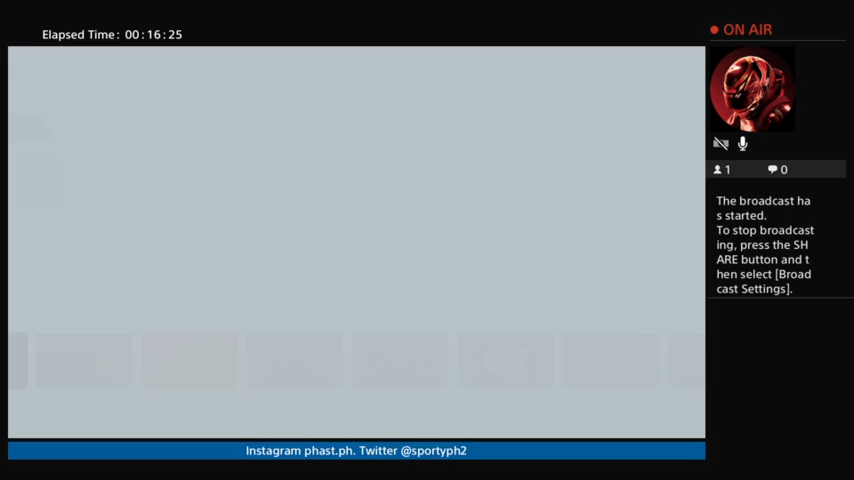 Elapsed Time: 00:16:25
ON AIR
1
0
The broadcast ha
s started.
To stop broadcast
ing, press the SH
ARE button and t
hen select [Broad
cast Settings].
Instagram phast.ph. Twitter @sportyph2